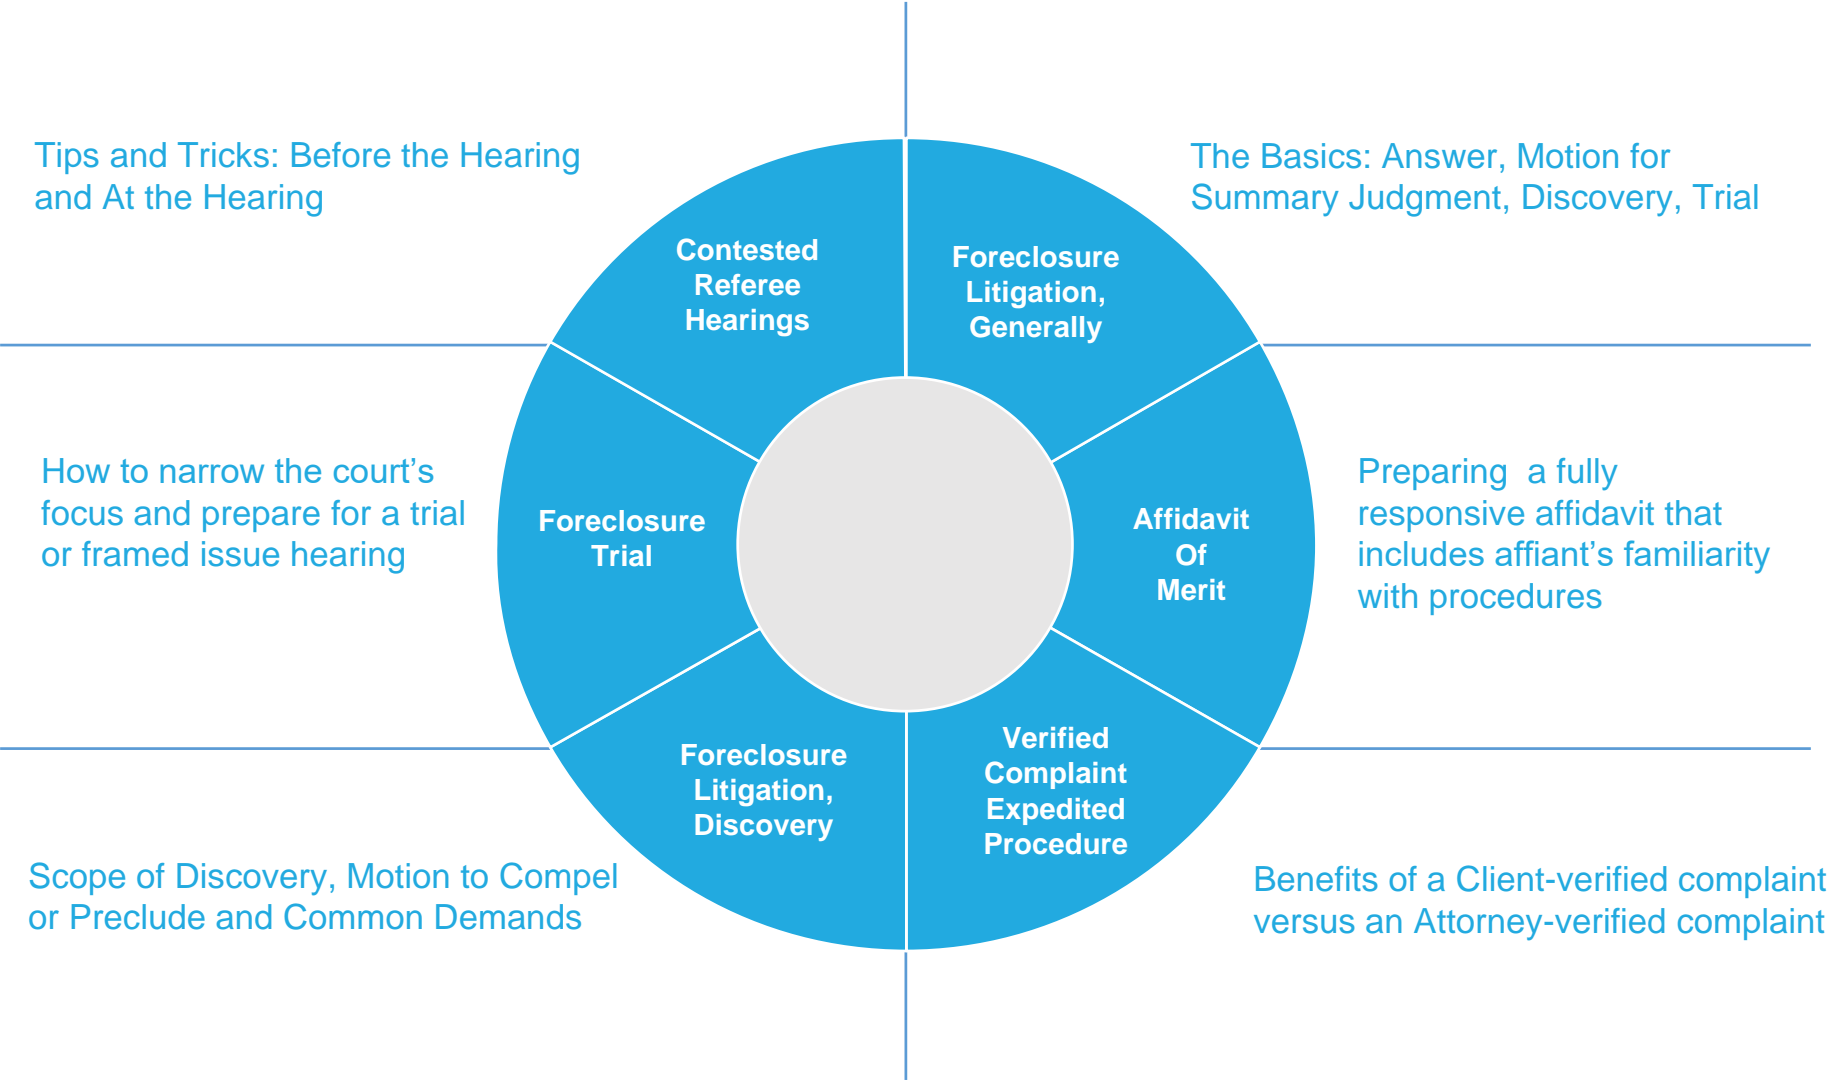 Tips and Tricks: Before the Hearing
and At the Hearing
The Basics: Answer, Motion for
Summary Judgment, Discovery, Trial
Contested
Referee
Hearings
Foreclosure
Litigation,
Generally
How to narrow the court’s
focus and prepare for a trial
or framed issue hearing
Foreclosure
Trial
Affidavit
Of
Merit
Preparing  a fully
responsive affidavit that
includes affiant’s familiarity
with procedures
Foreclosure
Litigation,
Discovery
Verified
Complaint
Expedited
Procedure
Scope of Discovery, Motion to Compel
or Preclude and Common Demands
Benefits of a Client-verified complaint
versus an Attorney-verified complaint